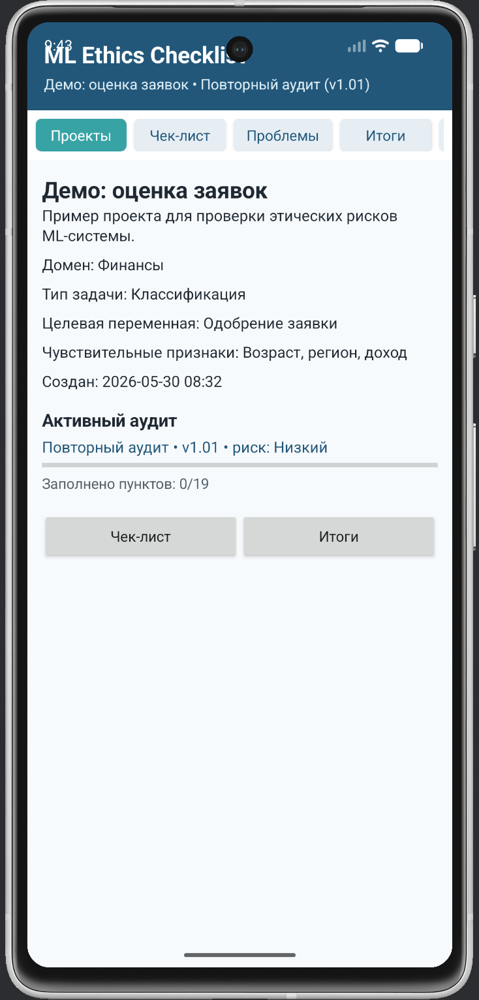 9:43
ML Ethics Checklist
Демо: оценка заявок • Повторный аудит (v1.01)
Проекты
Чек-лист
Проблемы
Итоги
Демо: оценка заявок
Пример проекта для проверки этических рисков
ML-системы.
Домен: Финансы
Тип задачи: Классификация
Целевая переменная: Одобрение заявки
Чувствительные признаки: Возраст, регион, доход
Создан: 2026-05-30 08:32
Активный аудит
Повторный аудит • v1.01 • риск: Низкий
Заполнено пунктов: 0/19
Чек-лист
Итоги